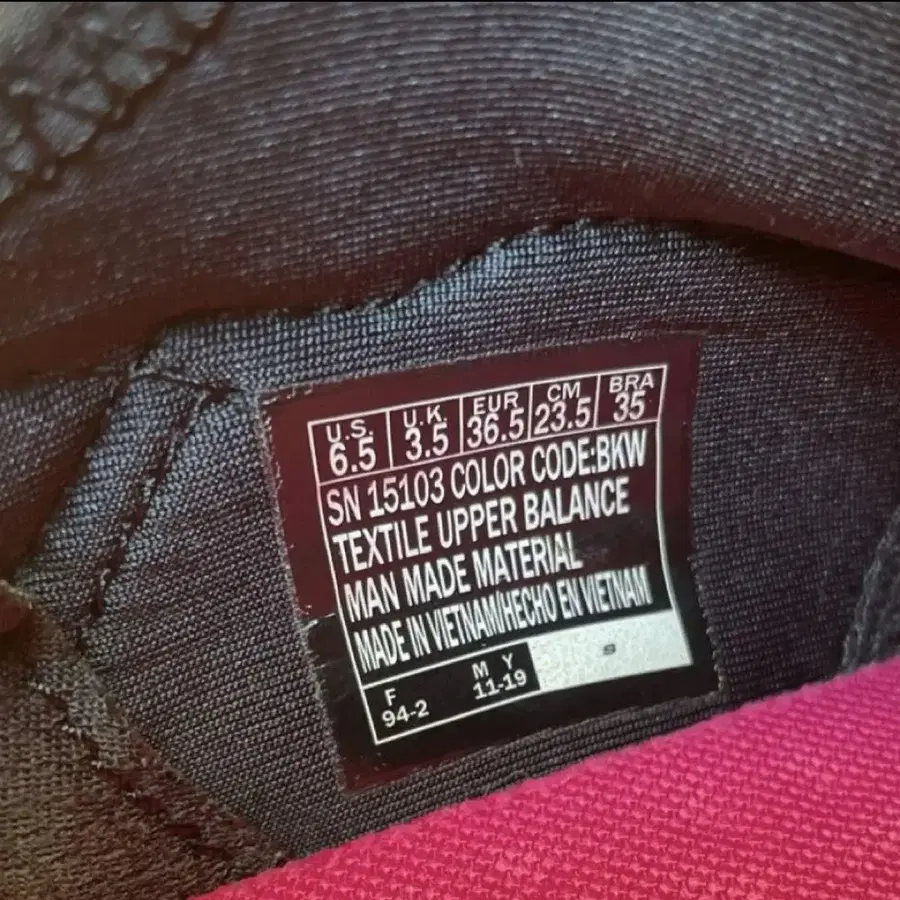 U.S. U.K. EUR CM BRA
6.5 3.5 36.5 23.5 35
SN 15103 COLOR CODE:BKW
TEXTILE UPPER BALANCE
MAN MADE MATERIAL
MADE IN VIETNAM/HECHO EN VIETNAM
F M Y S
94-2 11-19